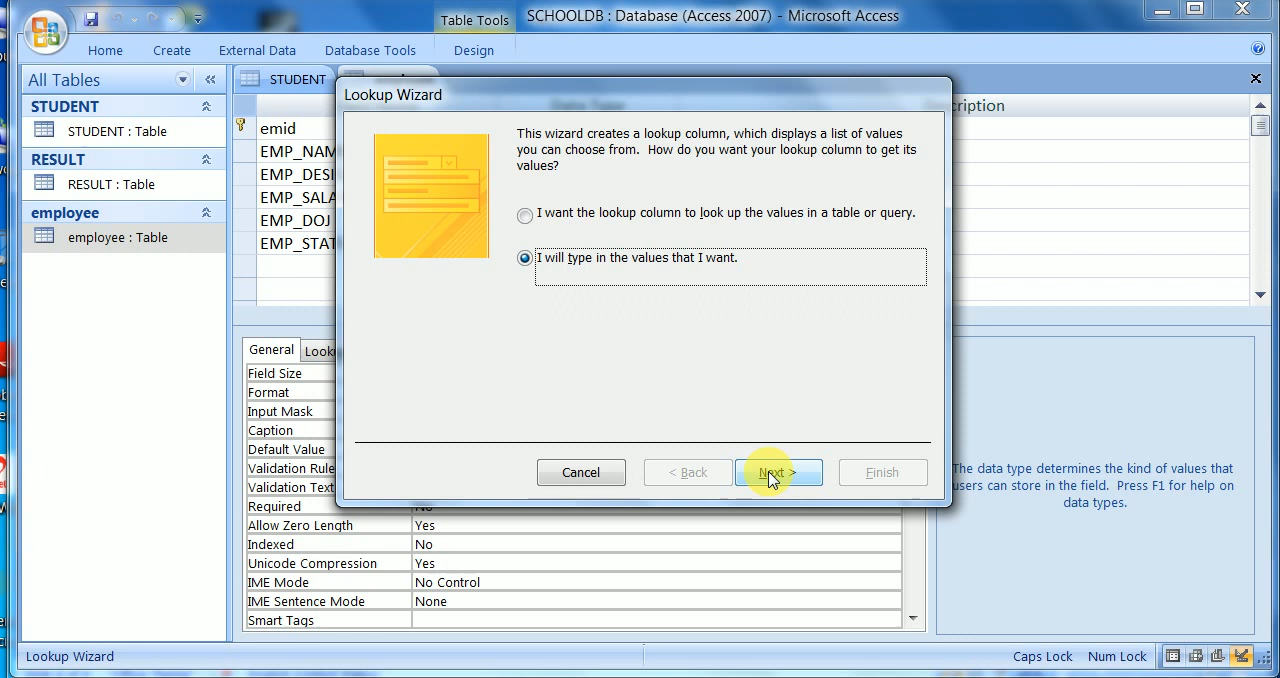 Table Tools
SCHOOLDB : Database (Access 2007) - Microsoft Access
Home Create External Data Database Tools Design
All Tables
STUDENT
STUDENT : Table
RESULT
RESULT : Table
employee
employee : Table
STUDENT
emid
EMP_NAM
EMP_DESI
EMP_SALA
EMP_DOJ
EMP_STAT
Lookup Wizard
This wizard creates a lookup column, which displays a list of values
you can choose from. How do you want your lookup column to get its
values?
I want the lookup column to look up the values in a table or query.
I will type in the values that I want.
Cancel < Back Next > Finish
General Looku
Field Size
Format
Input Mask
Caption
Default Value
Validation Rule
Validation Text
Required No
Allow Zero Length Yes
Indexed No
Unicode Compression Yes
IME Mode No Control
IME Sentence Mode None
Smart Tags
The data type determines the kind of values that
users can store in the field. Press F1 for help on
data types.
Lookup Wizard
Caps Lock Num Lock